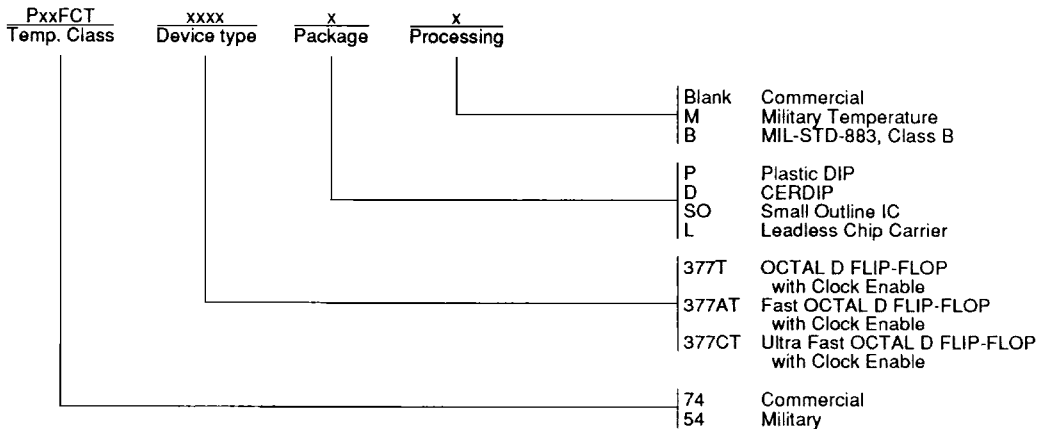 PxxFCT xxxx x x
Temp. Class Device type Package Processing
Blank Commercial
M Military Temperature
B MIL-STD-883, Class B
P Plastic DIP
D CERDIP
SO Small Outline IC
L Leadless Chip Carrier
377T OCTAL D FLIP-FLOP
with Clock Enable
377AT Fast OCTAL D FLIP-FLOP
with Clock Enable
377CT Ultra Fast OCTAL D FLIP-FLOP
with Clock Enable
74 Commercial
54 Military